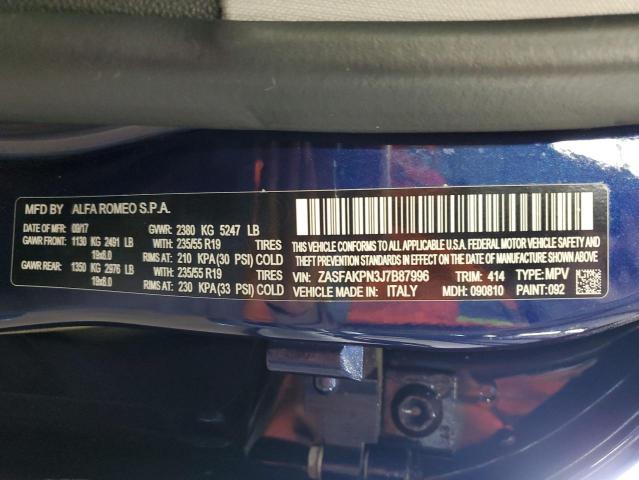 MFD BY ALFA ROMEO S.P.A.
DATE OF MFR: 09/17 GVWR: 2380 KG 5247 LB
GAWR FRONT: 1130 KG 2491 LB WITH: 235/55 R19 TIRES
19x8.0 RIMS AT: 210 KPA(30 PSI) COLD
GAWR REAR: 1350 KG 2976 LB WITH: 235/55 R19 TIRES
19x8.0 RIMS AT: 230 KPA(33 PSI) COLD
THIS VEHICLE CONFORMS TO ALL APPLICABLE U.S.A. FEDERAL MOTOR VEHICLE SAFETY AND
THEFT PREVENTION STANDARDS IN EFFECT ON THE DATE OF MANUFACTURE SHOWN ABOVE.
VIN: ZASFAKPN3J7B87996 TRIM: 414 TYPE: MPV
VEHICLE MADE IN: ITALY MDH: 090810 PAINT: 092